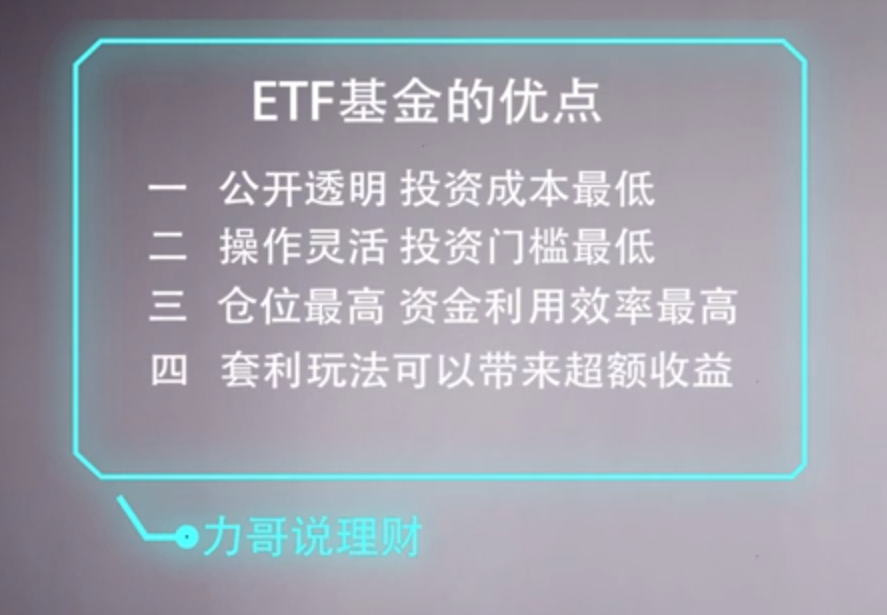 ETF基金的优点
一 公开透明 投资成本最低
二 操作灵活 投资门槛最低
三 仓位最高 资金利用效率最高
四 套利玩法可以带来超额收益
力哥说理财